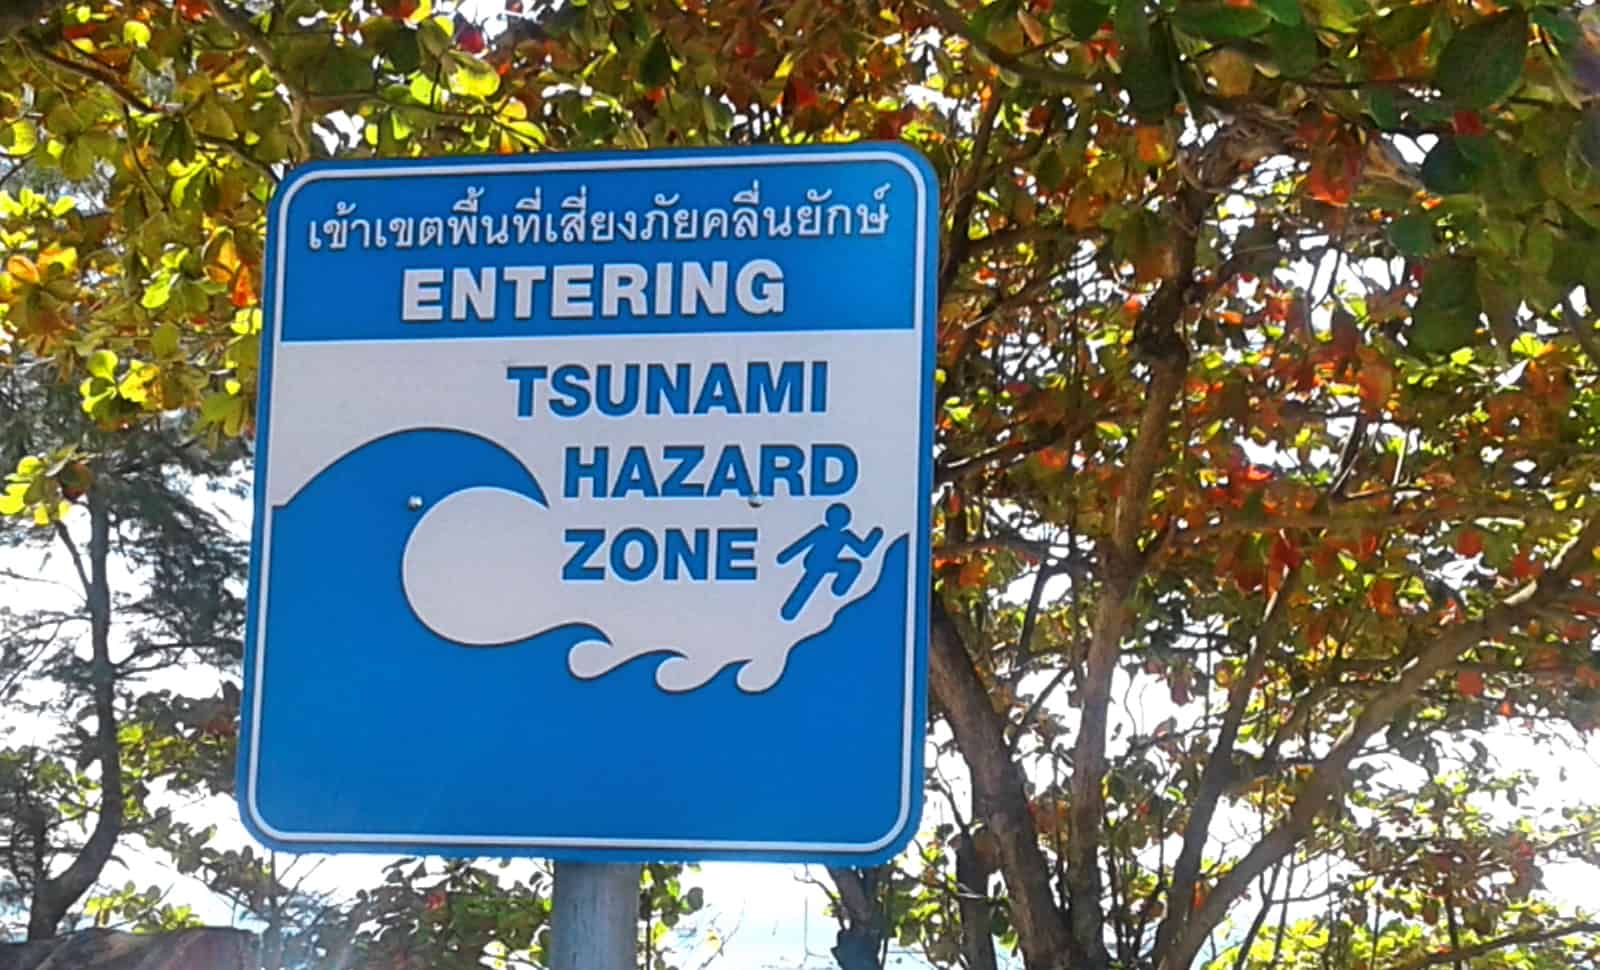 เข้าเขตพื้นที่เสี่ยงภัยคลื่นยักษ์
ENTERING
TSUNAMI
HAZARD
ZONE